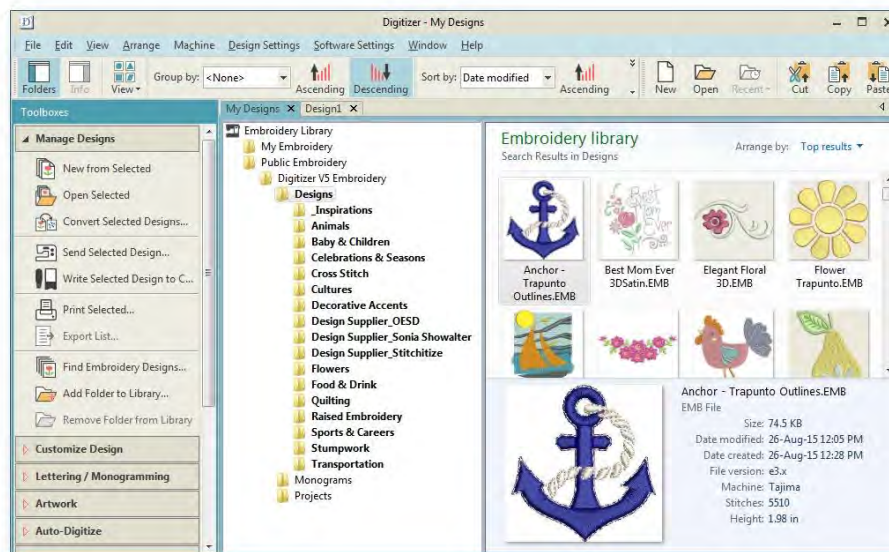 Digitizer - My Designs
File Edit View Arrange Machine Design Settings Software Settings Window Help
Folders Info View Group by: <None> Ascending Descending Sort by: Date modified Ascending New Open Recent Cut Copy Paste
Toolboxes
My Designs X Design1 X
Manage Designs
New from Selected
Open Selected
Convert Selected Designs...
Send Selected Design...
Write Selected Design to C...
Print Selected...
Export List...
Find Embroidery Designs...
Add Folder to Library...
Remove Folder from Library
Customize Design
Lettering / Monogramming
Artwork
Auto-Digitize
Embroidery Library
My Embroidery
Public Embroidery
Digitizer V5 Embroidery
Designs
_Inspirations
Animals
Baby & Children
Celebrations & Seasons
Cross Stitch
Cultures
Decorative Accents
Design Supplier_OESD
Design Supplier_Sonia Showalter
Design Supplier_Stitchitize
Flowers
Food & Drink
Quilting
Raised Embroidery
Sports & Careers
Stumpwork
Transportation
Monograms
Projects
Embroidery library
Search Results in Designs
Arrange by: Top results
Best
Mom
Ever
Anchor -
Trapunto
Outlines.EMB
Best Mom Ever
3DSatin.EMB
Elegant Floral
3D.EMB
Flower
Trapunto.EMB
Anchor - Trapunto Outlines.EMB
EMB File
Size: 74.5 KB
Date modified: 26-Aug-15 12:05 PM
Date created: 26-Aug-15 12:28 PM
File version: e3.x
Machine: Tajima
Stitches: 5510
Height: 1.98 in